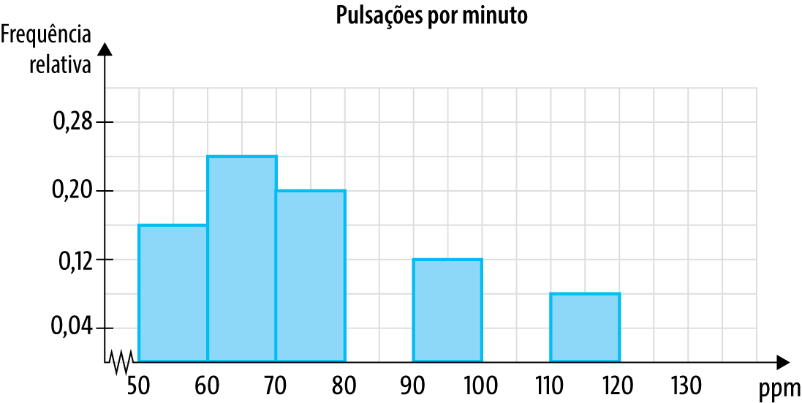 Pulsações por minuto
Frequência
relativa
0,28
0,20
0,12
0,04
50 60 70 80 90 100 110 120 130 ppm